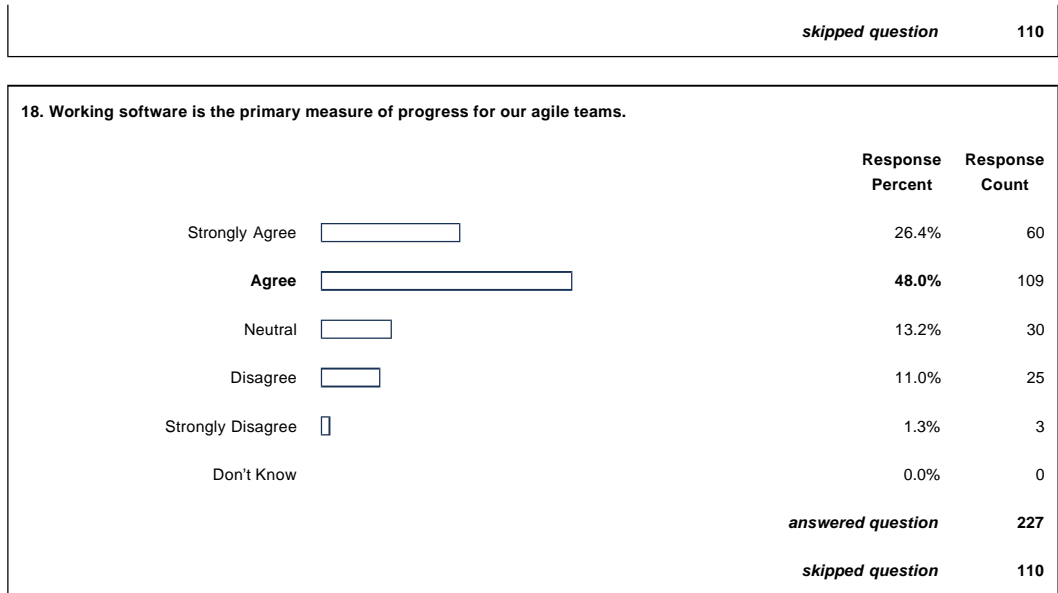 skipped question 110
18. Working software is the primary measure of progress for our agile teams.
Response Response
Percent Count
Strongly Agree 26.4% 60
Agree 48.0% 109
Neutral 13.2% 30
Disagree 11.0% 25
Strongly Disagree 1.3% 3
Don't Know 0.0% 0
answered question 227
skipped question 110